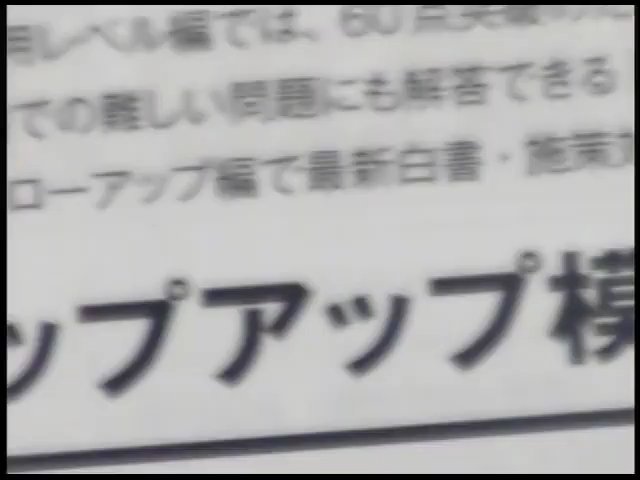 用レベル編では、60点突破
での難しい問題にも解答できる
ローアップ編で最新白書・施策
ップアップ模